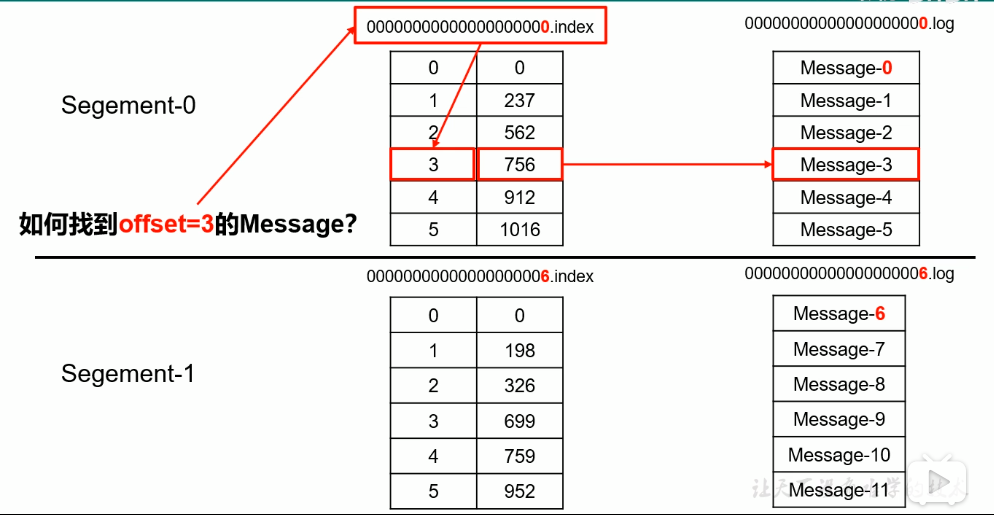 00000000000000000000.index
00000000000000000000.log
Segement-0
0 0
1 237
2 562
3 756
4 912
5 1016
Message-0
Message-1
Message-2
Message-3
Message-4
Message-5
如何找到offset=3的Message?
00000000000000000006.index
00000000000000000006.log
Segement-1
0 0
1 198
2 326
3 699
4 759
5 952
Message-6
Message-7
Message-8
Message-9
Message-10
Message-11